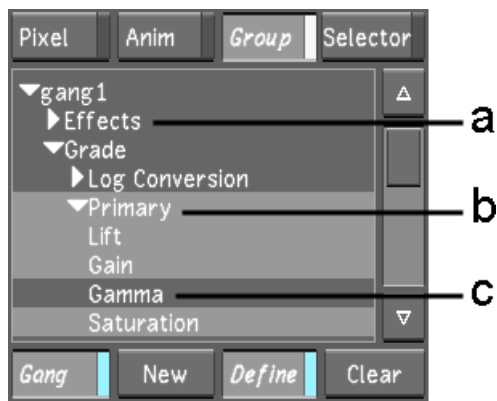 Pixel Anim Group Selector
gang1
Effects a
Grade
Log Conversion
Primary b
Lift
Gain
Gamma c
Saturation
Gang New Define Clear